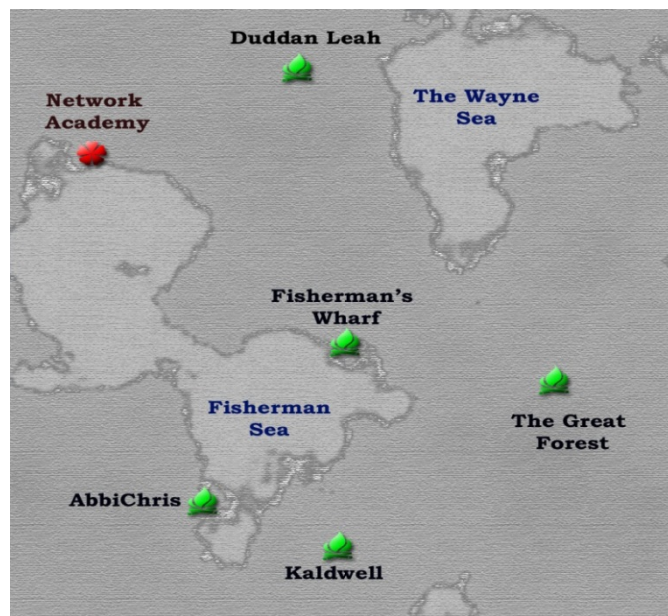 Duddan Leah
The Wayne
Sea
Network
Academy
Fisherman's
Wharf
Fisherman
Sea
The Great
Forest
AbbiChris
Kaldwell